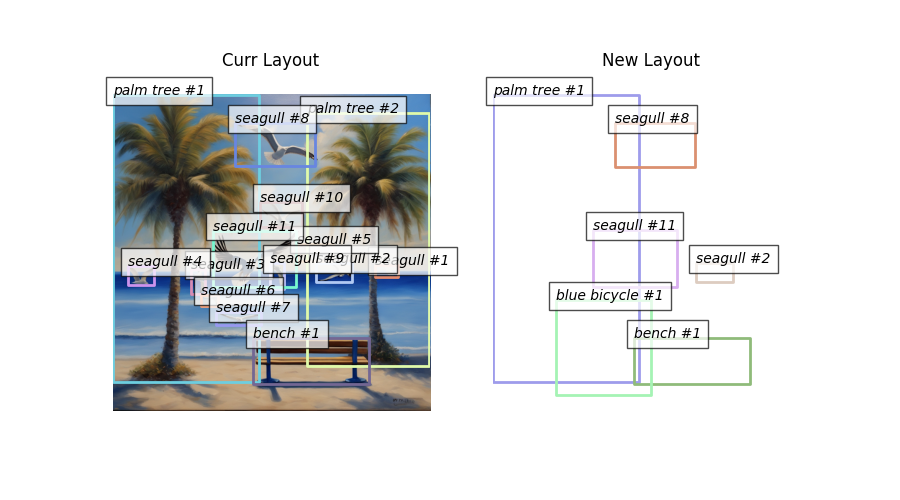 Curr Layout
New Layout
palm tree #1
palm tree #2
seagull #8
seagull #10
seagull #11
seagull #5
seagull #4
seagull #3
seagull #9
seagull #2
seagull #1
seagull #6
seagull #7
bench #1
palm tree #1
seagull #8
seagull #11
seagull #2
blue bicycle #1
bench #1